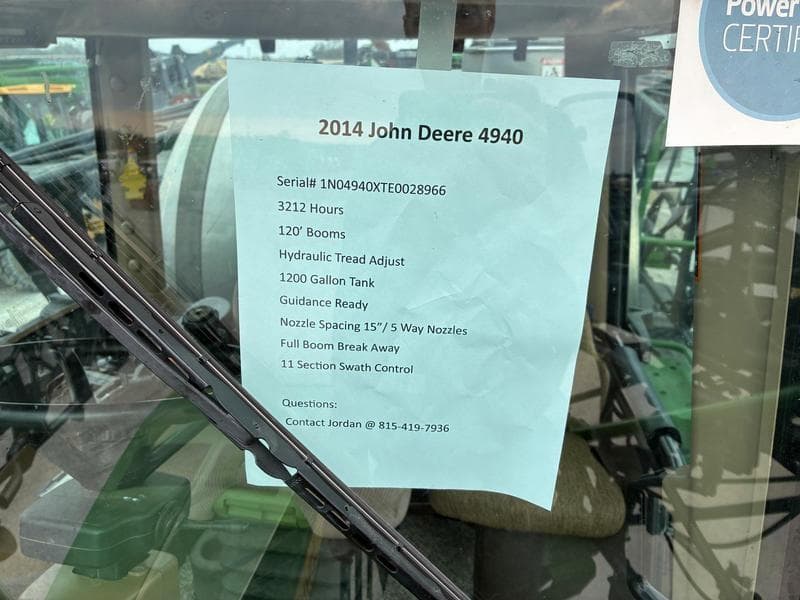 2014 John Deere 4940
Serial# 1N04940XTE0028966
3212 Hours
120' Booms
Hydraulic Tread Adjust
1200 Gallon Tank
Guidance Ready
Nozzle Spacing 15"/ 5 Way Nozzles
Full Boom Break Away
11 Section Swath Control
Questions:
Contact Jordan @ 815-419-7936
Power
CERTIF